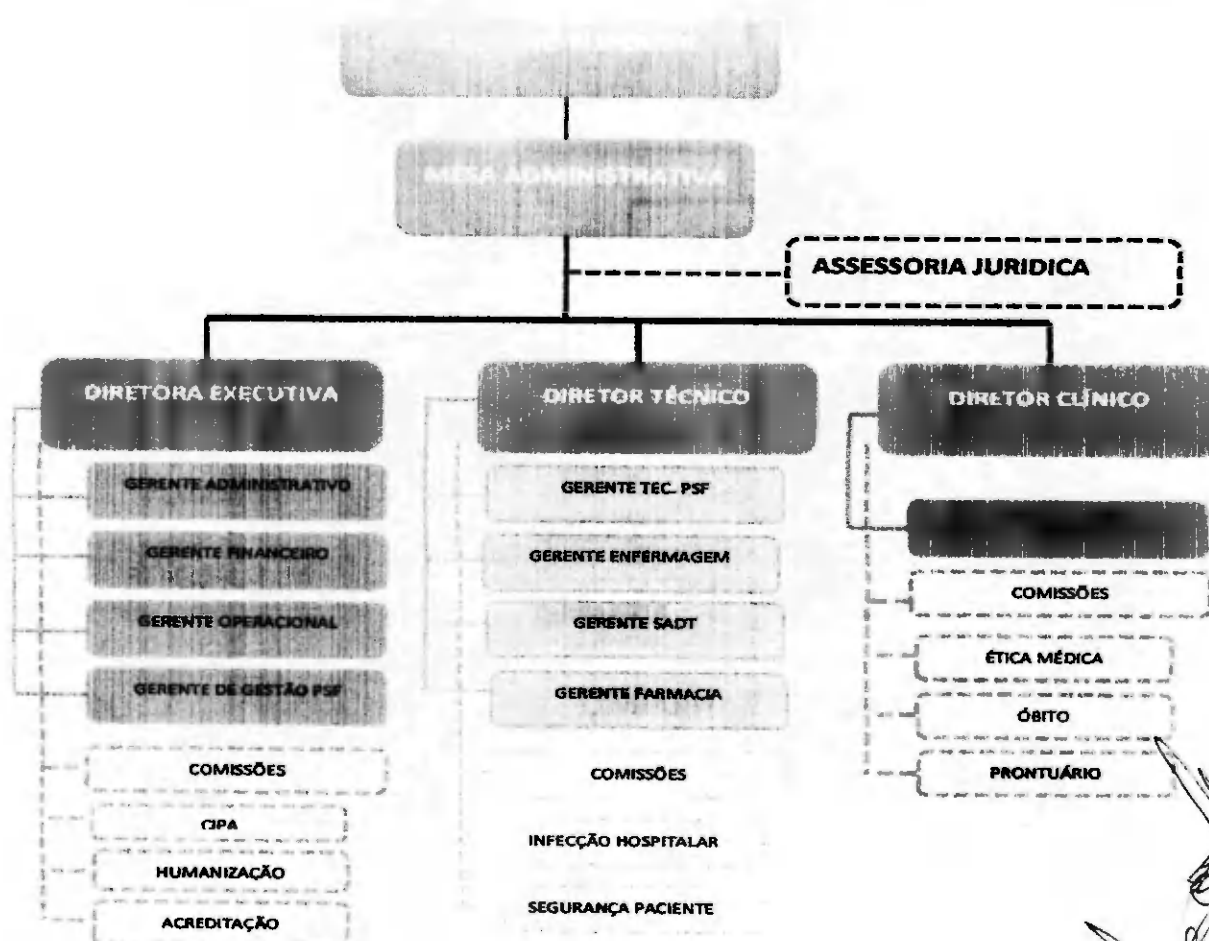 MESA ADMINISTRATIVA
ASSESSORIA JURIDICA
DIRETORA EXECUTIVA
GERENTE ADMINISTRATIVO
GERENTE FINANCEIRO
GERENTE OPERACIONAL
GERENTE DE GESTÃO PSF
COMISSÕES
CIPA
HUMANIZAÇÃO
ACREDITAÇÃO
DIRETOR TÉCNICO
GERENTE TEC. PSF
GERENTE ENFERMAGEM
GERENTE SADT
GERENTE FARMACIA
COMISSÕES
INFECÇÃO HOSPITALAR
SEGURANÇA PACIENTE
DIRETOR CLÍNICO
COMISSÕES
ÉTICA MÉDICA
ÓBITO
PRONTUÁRIO